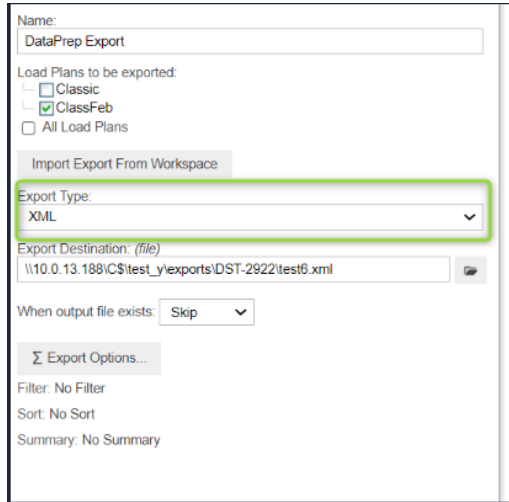 Name:
DataPrep Export
Load Plans to be exported:
Classic
ClassFeb
All Load Plans
Import Export From Workspace
Export Type:
XML
Export Destination: (file)
\\10.0.13.188\C$\test_y\exports\DST-2922\test6.xml
When output file exists: Skip
Σ Export Options...
Filter: No Filter
Sort: No Sort
Summary: No Summary